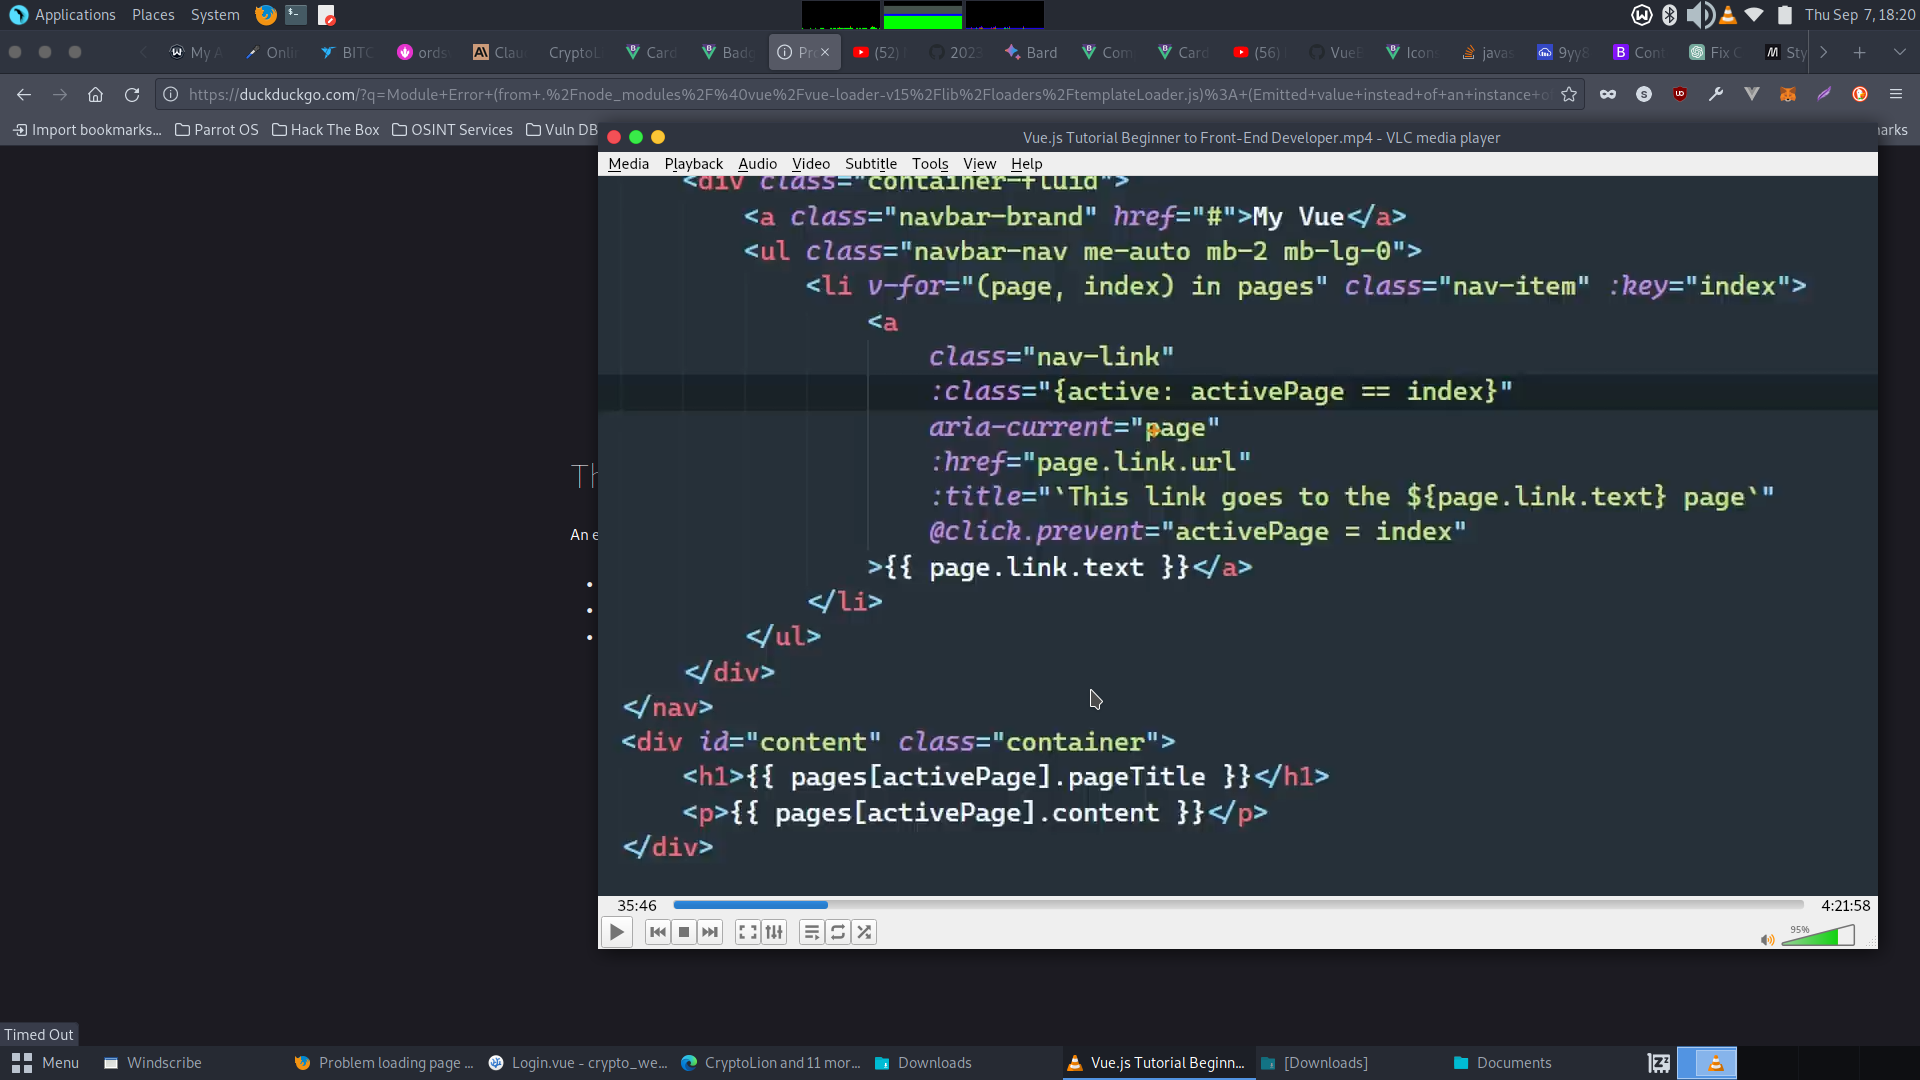 Applications Places System
Thu Sep 7, 18:20
My A
Onli
BITC
ords
Clau
CryptoL
Card
Badg
Pro
(52)
2023
Bard
Com
Card
(56)
VueB
Icons
javas
9yy8
Cont
Fix C
Sty
https://duckduckgo.com/?q=Module+Error+(from+.%2Fnode_modules%2F%40vue%2Fvue-loader-v15%2Flib%2Floaders%2FtemplateLoader.js)%3A+(Emitted+value+instead+of+an+instance+o
Import bookmarks... Parrot OS Hack The Box OSINT Services Vuln DB
arks
Vue.js Tutorial Beginner to Front-End Developer.mp4 - VLC media player
Media Playback Audio Video Subtitle Tools View Help
<div class="container-fluid">
<a class="navbar-brand" href="#">My Vue</a>
<ul class="navbar-nav me-auto mb-2 mb-lg-0">
<li v-for="(page, index) in pages" class="nav-item" :key="index">
<a
class="nav-link"
:class="{active: activePage == index}"
aria-current="page"
:href="page.link.url"
:title="`This link goes to the ${page.link.text} page`"
@click.prevent="activePage = index"
>{{ page.link.text }}</a>
</li>
</ul>
</div>
</nav>
<div id="content" class="container">
<h1>{{ pages[activePage].pageTitle }}</h1>
<p>{{ pages[activePage].content }}</p>
</div>
Th
An e
35:46
4:21:58
95%
Timed Out
Menu Windscribe Problem loading page ... Login.vue - crypto_we... CryptoLion and 11 mor... Downloads Vue.js Tutorial Beginn... [Downloads] Documents